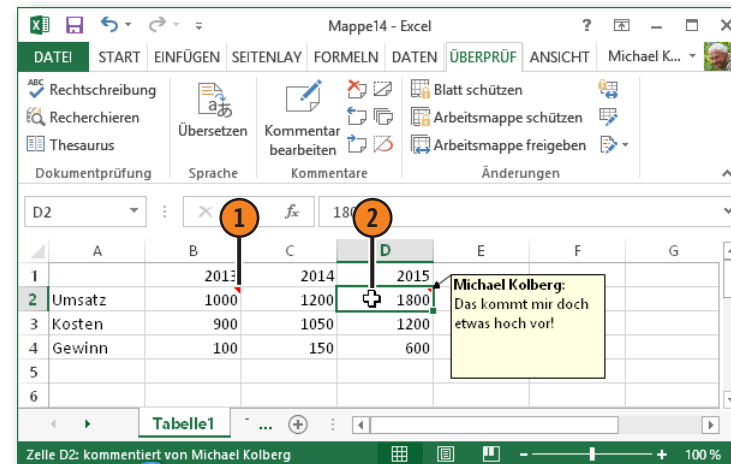 Mappe14 - Excel ?
DATEI START EINFÜGEN SEITENLAY FORMELN DATEN ÜBERPRÜF ANSICHT Michael K...
ABC Rechtschreibung
Recherchieren
Thesaurus
Dokumentprüfung
aあ
Übersetzen
Sprache
Kommentar
bearbeiten
Kommentare
Blatt schützen
Arbeitsmappe schützen
Arbeitsmappe freigeben
Änderungen
D2 fx
1 2
A B C D E F G
1 2013 2014 2015
2 Umsatz 1000 1200 1800
3 Kosten 900 1050 1200
4 Gewinn 100 150 600
5
6
Michael Kolberg:
Das kommt mir doch
etwas hoch vor!
Tabelle1 ...
Zelle D2: kommentiert von Michael Kolberg 100 %